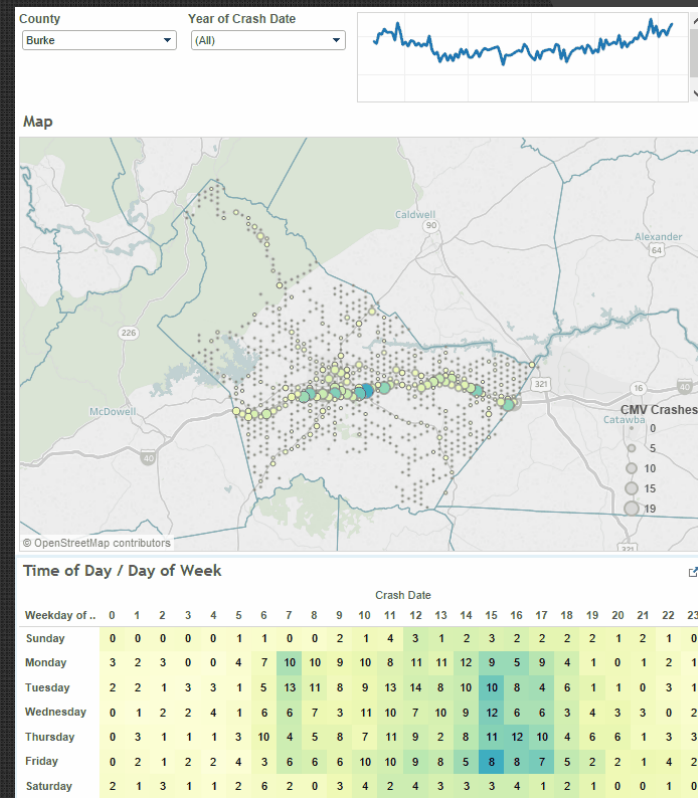 County Year of Crash Date
Burke (All)
Map
Caldwell
90
Alexander
64
226
McDowell
321
16
40
CMV Crashes
Catawba
0
40
5
10
15
19
321
© OpenStreetMap contributors
Time of Day / Day of Week
Crash Date
Weekday of .. 0 1 2 3 4 5 6 7 8 9 10 11 12 13 14 15 16 17 18 19 20 21 22 23
Sunday 0 0 0 0 0 1 1 0 0 2 1 4 3 1 2 3 2 2 2 2 1 2 1 0
Monday 3 2 3 0 0 4 7 10 10 9 10 8 11 11 12 9 5 9 4 1 0 1 2 1
Tuesday 2 2 1 3 3 1 5 13 11 8 9 13 14 8 10 10 8 4 6 1 1 0 3 1
Wednesday 0 1 2 2 4 1 6 6 7 3 11 10 7 10 9 12 6 6 3 4 3 3 0 2
Thursday 0 3 1 1 1 3 10 4 5 8 7 11 9 2 8 11 12 10 4 6 6 1 3 3
Friday 0 2 1 2 2 4 3 6 6 6 10 10 9 8 5 8 8 7 5 2 2 1 4 2
Saturday 2 1 3 1 1 2 6 2 0 3 4 2 4 3 3 3 4 1 2 1 0 0 1 0